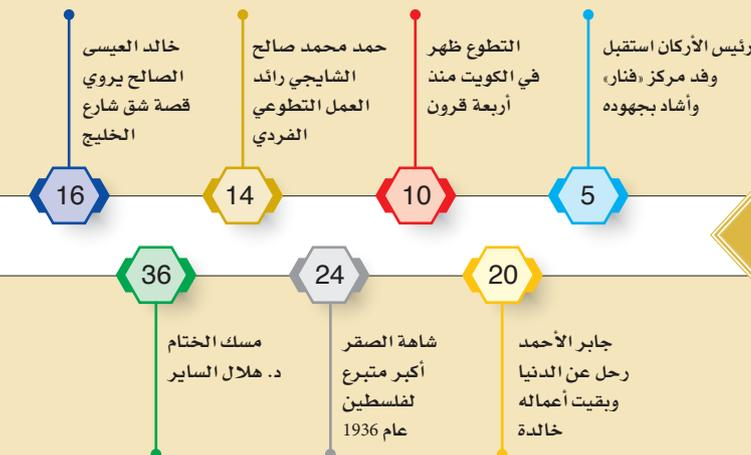 رئيس الأركان استقبل
وفد مركز «فنار»
وأشاد بجهوده
5
التطوع ظهر
في الكويت منذ
أربعة قرون
10
حمد محمد صالح
الشايجي رائد
العمل التطوعي
الفردي
14
خالد العيسى
الصالح يروي
قصة شق شارع
الخليج
16
20
جابر الأحمد
رحل عن الدنيا
وبقيت أعماله
خالدة
24
شاهة الصقر
أكبر متبرع
لفلسطين
عام 1936
36
مسك الختام
د. هلال الساير